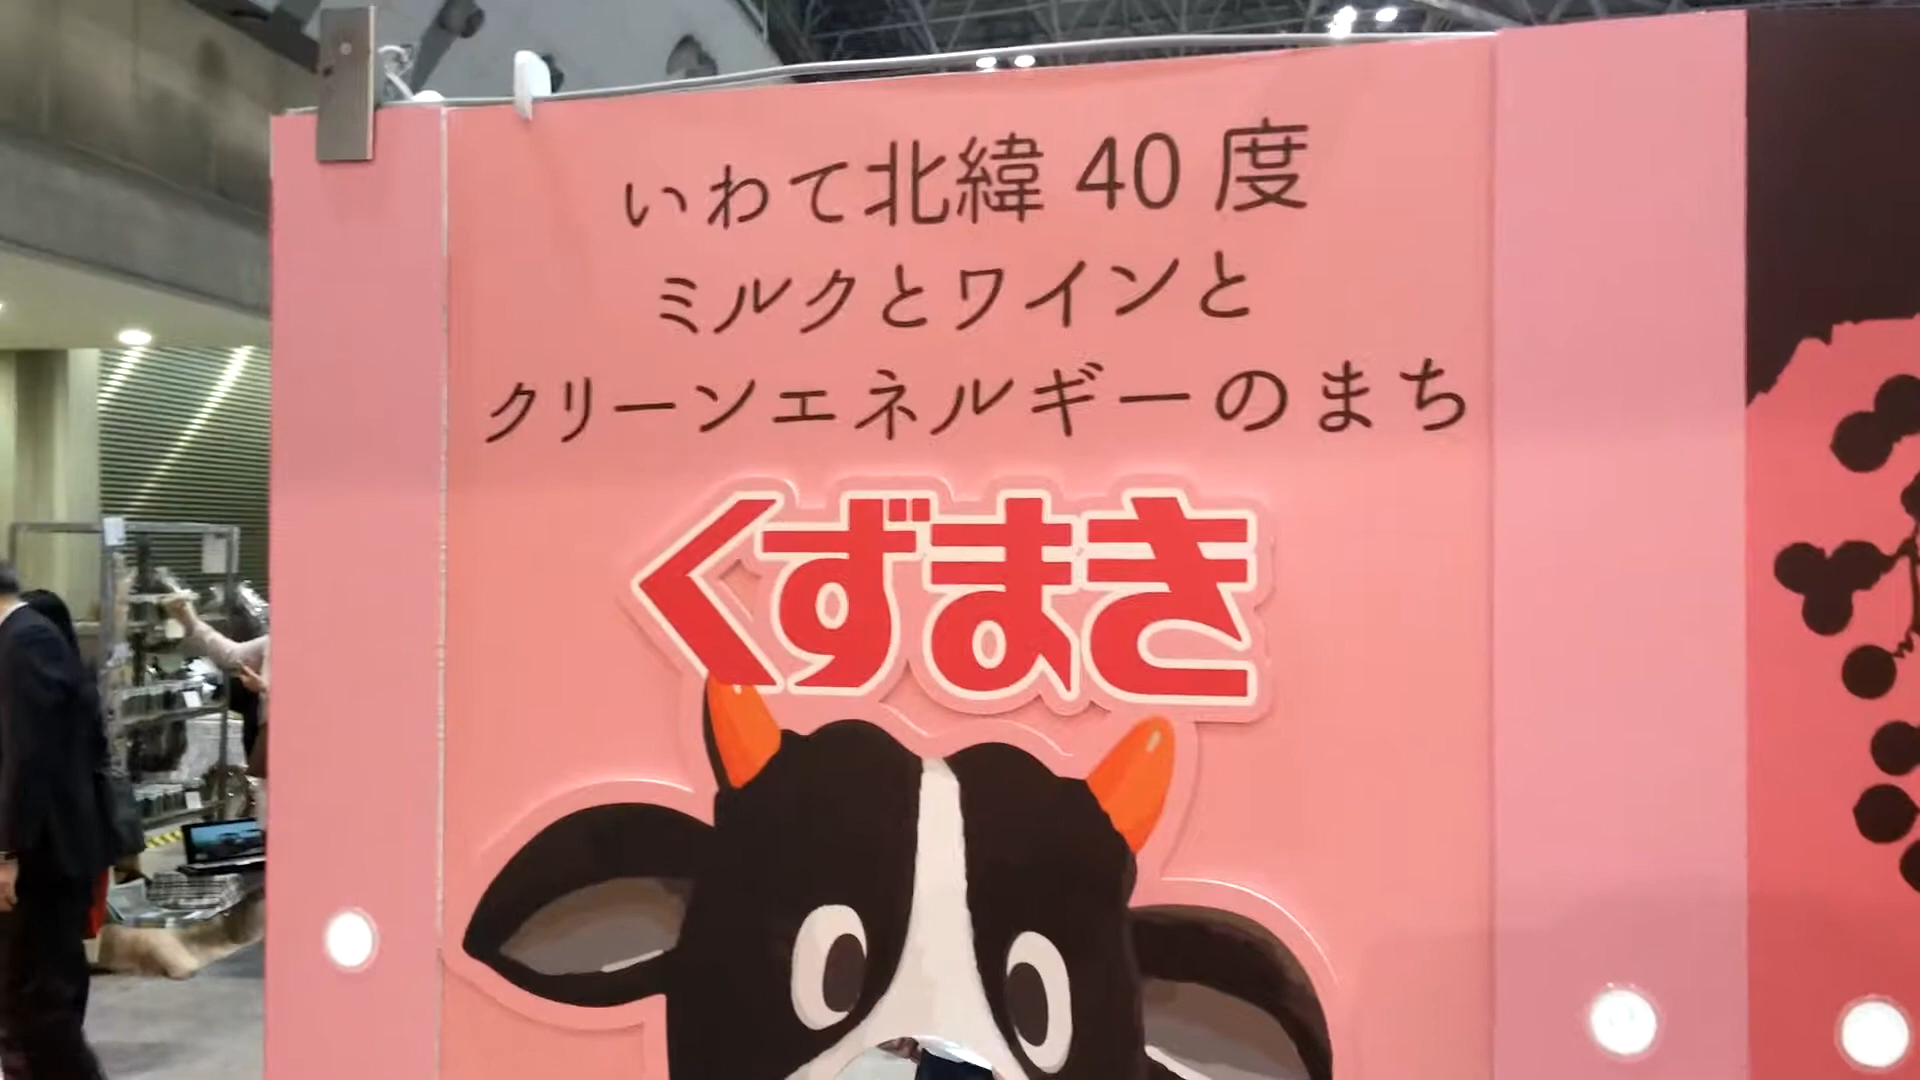 いわて北緯40度
ミルクとワインと
クリーンエネルギーのまち
くずまき